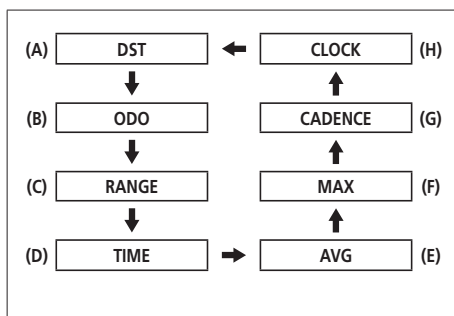 (A) DST CLOCK (H)
(B) ODO CADENCE (G)
(C) RANGE MAX (F)
(D) TIME AVG (E)